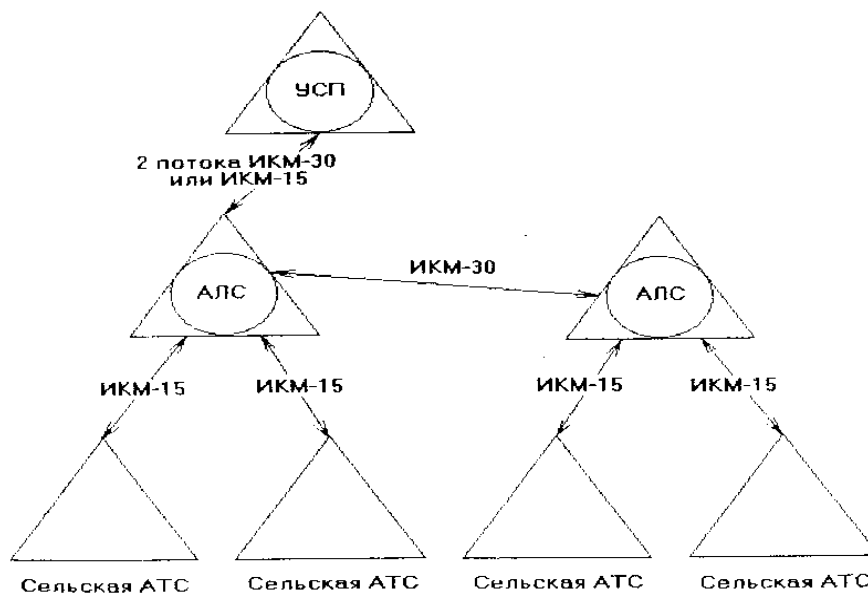 УСП
2 потока ИКМ-30
или ИКМ-15
АЛС
ИКМ-30
АЛС
ИКМ-15
ИКМ-15
ИКМ-15
ИКМ-15
Сельская АТС
Сельская АТС
Сельская АТС
Сельская АТС